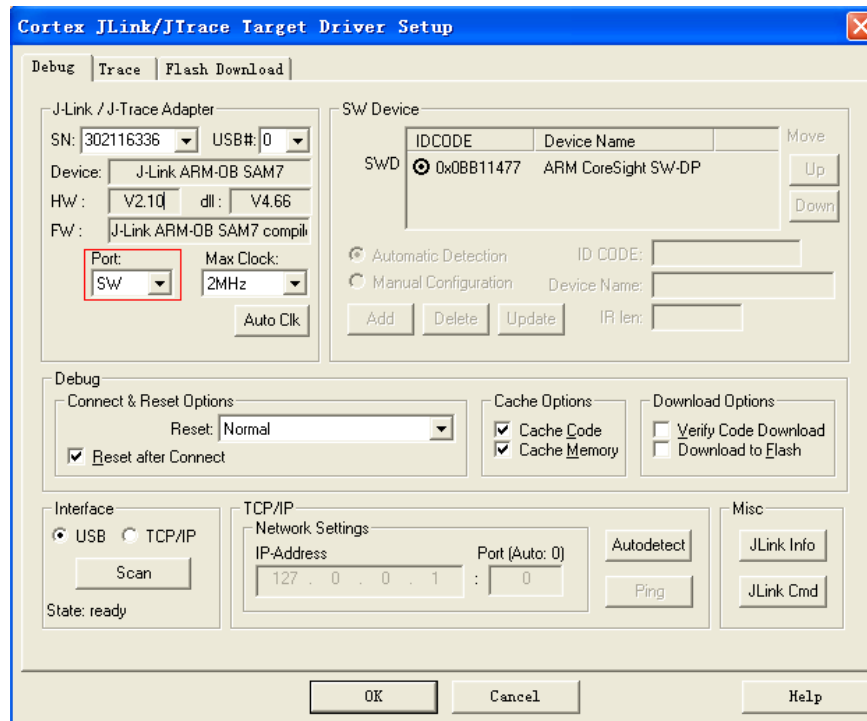 Cortex JLink/JTrace Target Driver Setup
Debug Trace Flash Download
J-Link / J-Trace Adapter
SN: 302116336 USB#: 0
Device: J-Link ARM-OB SAM7
HW : V2.10 dll : V4.66
FW : J-Link ARM-OB SAM7 compil
Port: Max Clock:
SW 2MHz
Auto Clk
SW Device
IDCODE Device Name Move
SWD 0x0BB11477 ARM CoreSight SW-DP Up
Down
Automatic Detection ID CODE:
Manual Configuration Device Name:
Add Delete Update IR len:
Debug
Connect & Reset Options
Reset: Normal
Reset after Connect
Cache Options
Cache Code
Cache Memory
Download Options
Verify Code Download
Download to Flash
Interface
USB TCP/IP
Scan
State: ready
TCP/IP
Network Settings
IP-Address Port (Auto: 0)
127 . 0 . 0 . 1 : 0
Autodetect
Ping
Misc
JLink Info
JLink Cmd
OK Cancel Help